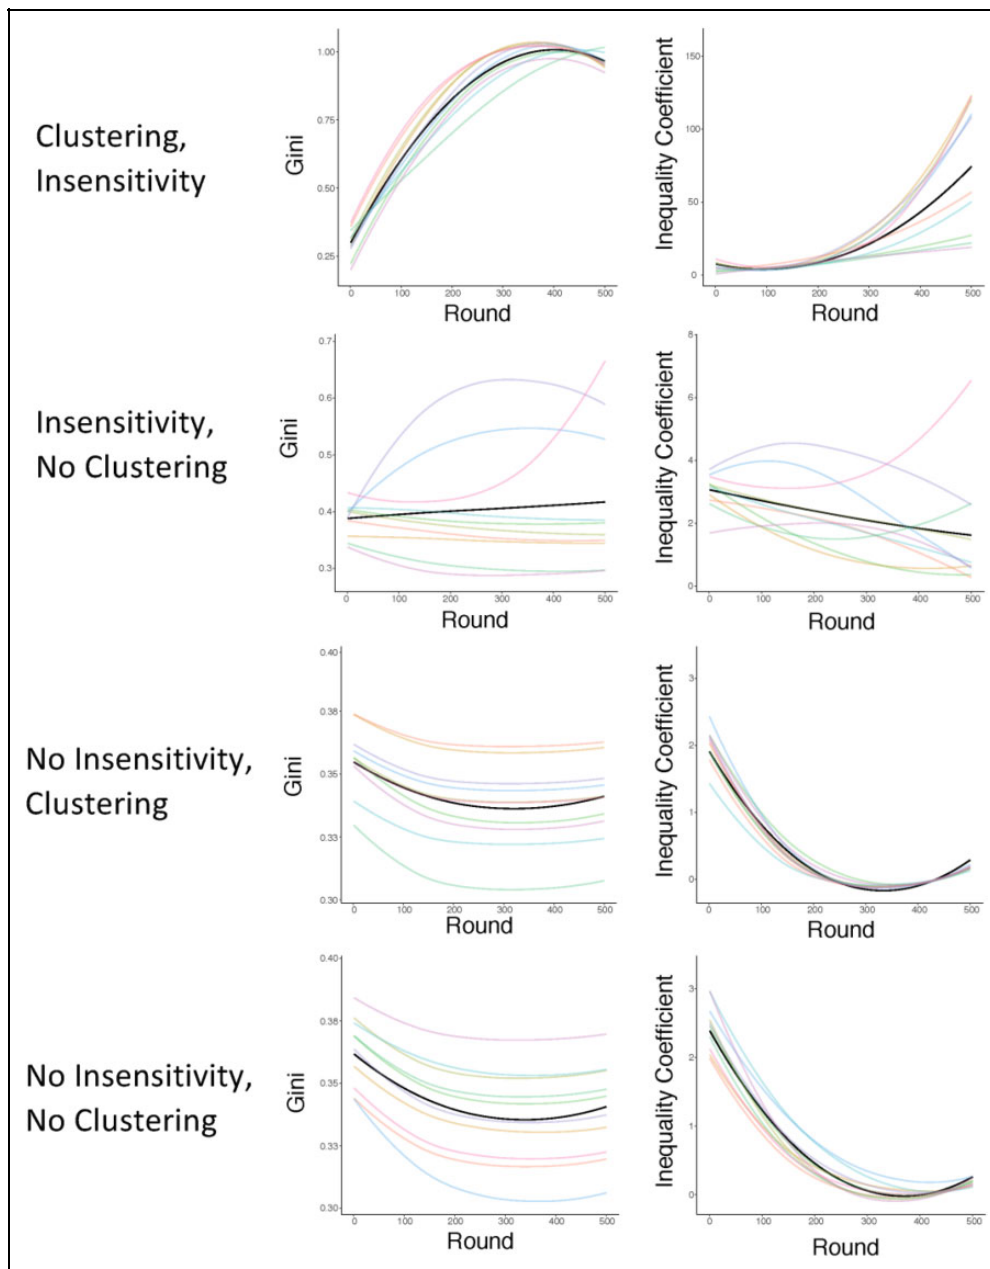 Clustering,
Insensitivity
Gini
1.00
0.75
0.50
0.25
0 100 200 300 400 500
Round
Inequality Coefficient
150
100
50
0
0 100 200 300 400 500
Round
Insensitivity,
No Clustering
Gini
0.7
0.6
0.5
0.4
0.3
0 100 200 300 400 500
Round
Inequality Coefficient
8
6
4
2
0
0 100 200 300 400 500
Round
No Insensitivity,
Clustering
Gini
0.40
0.38
0.35
0.33
0.30
0 100 200 300 400 500
Round
Inequality Coefficient
3
2
1
0
0 100 200 300 400 500
Round
No Insensitivity,
No Clustering
Gini
0.40
0.38
0.35
0.33
0.30
0 100 200 300 400 500
Round
Inequality Coefficient
3
2
1
0
0 100 200 300 400 500
Round